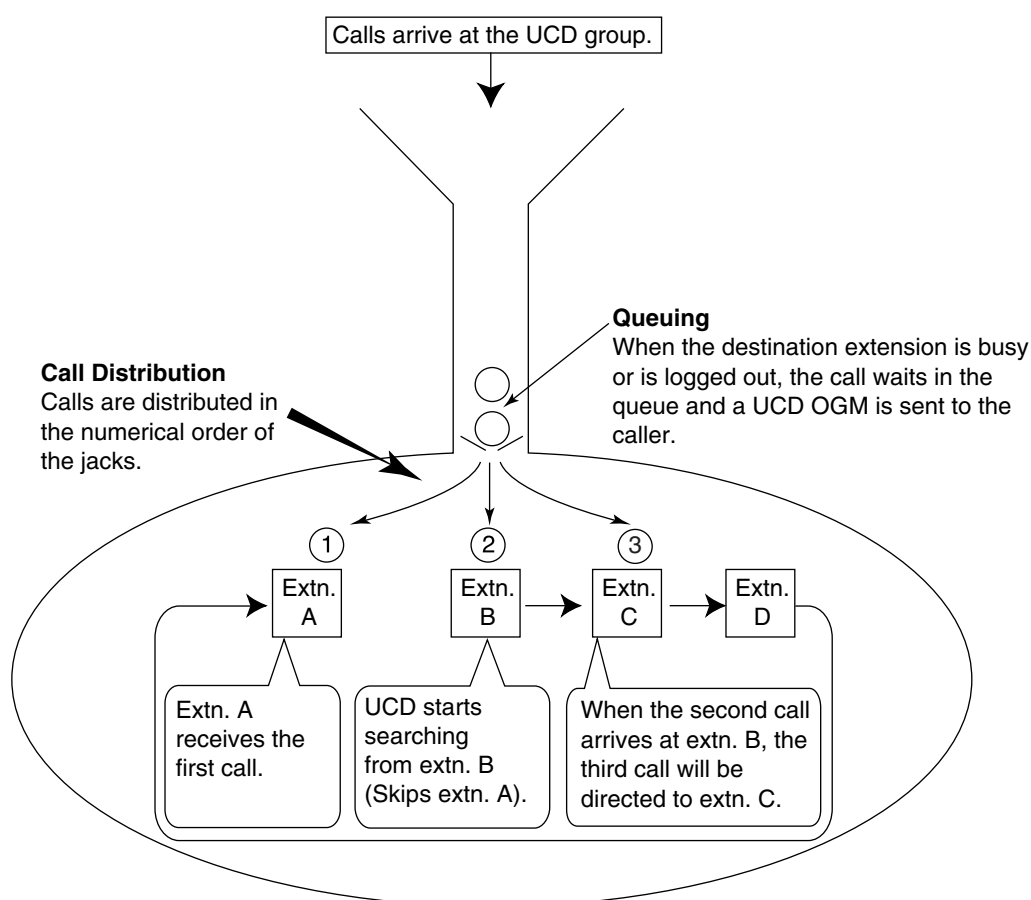 Calls arrive at the UCD group.
Queuing
When the destination extension is busy
or is logged out, the call waits in the
queue and a UCD OGM is sent to the
caller.
Call Distribution
Calls are distributed in
the numerical order of
the jacks.
1
2
3
Extn.
A
Extn.
B
Extn.
C
Extn.
D
Extn. A
receives the
first call.
UCD starts
searching
from extn. B
(Skips extn. A).
When the second call
arrives at extn. B, the
third call will be
directed to extn. C.